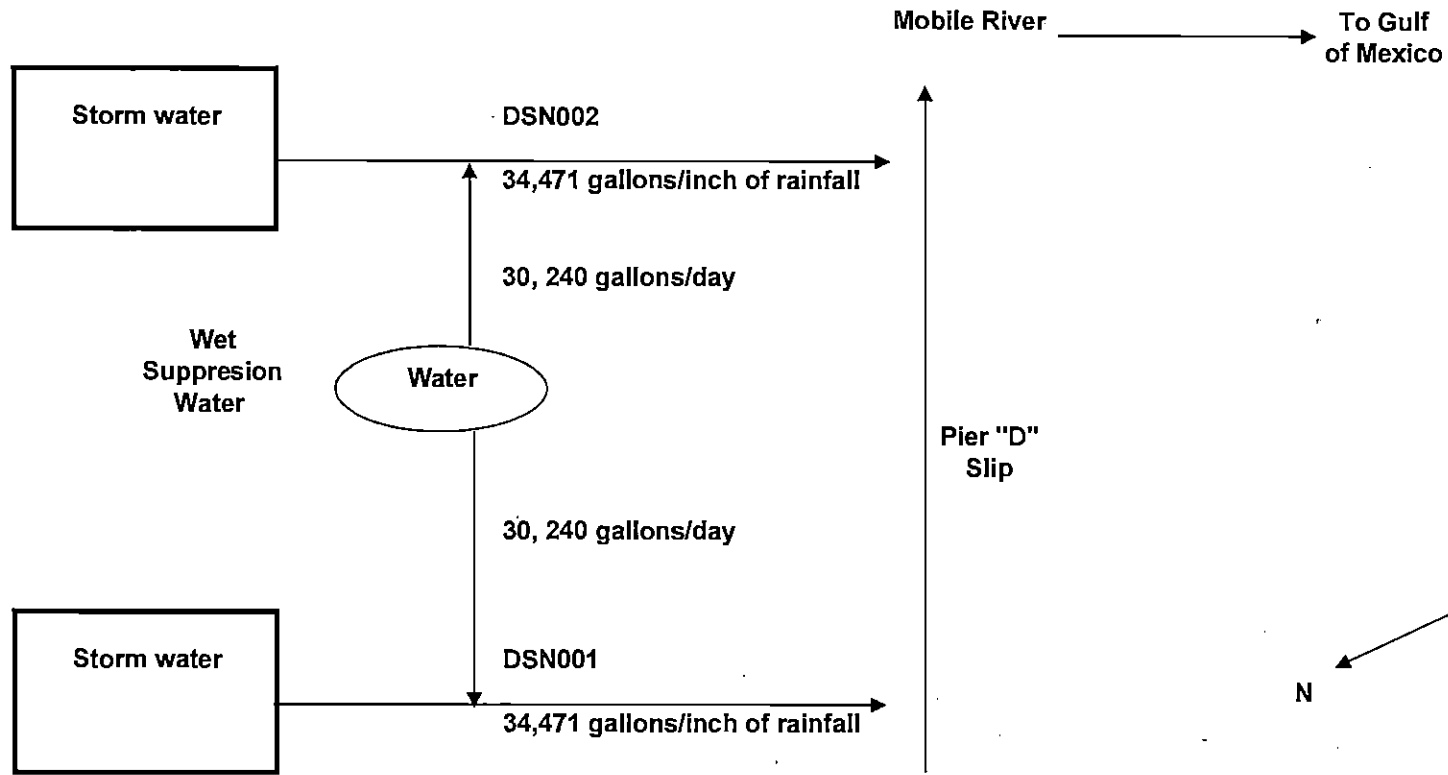 Mobile River
To Gulf
of Mexico
Storm water
DSN002
34,471 gallons/inch of rainfall
30, 240 gallons/day
Wet
Suppresion
Water
Water
Pier "D"
Slip
30, 240 gallons/day
Storm water
DSN001
34,471 gallons/inch of rainfall
N